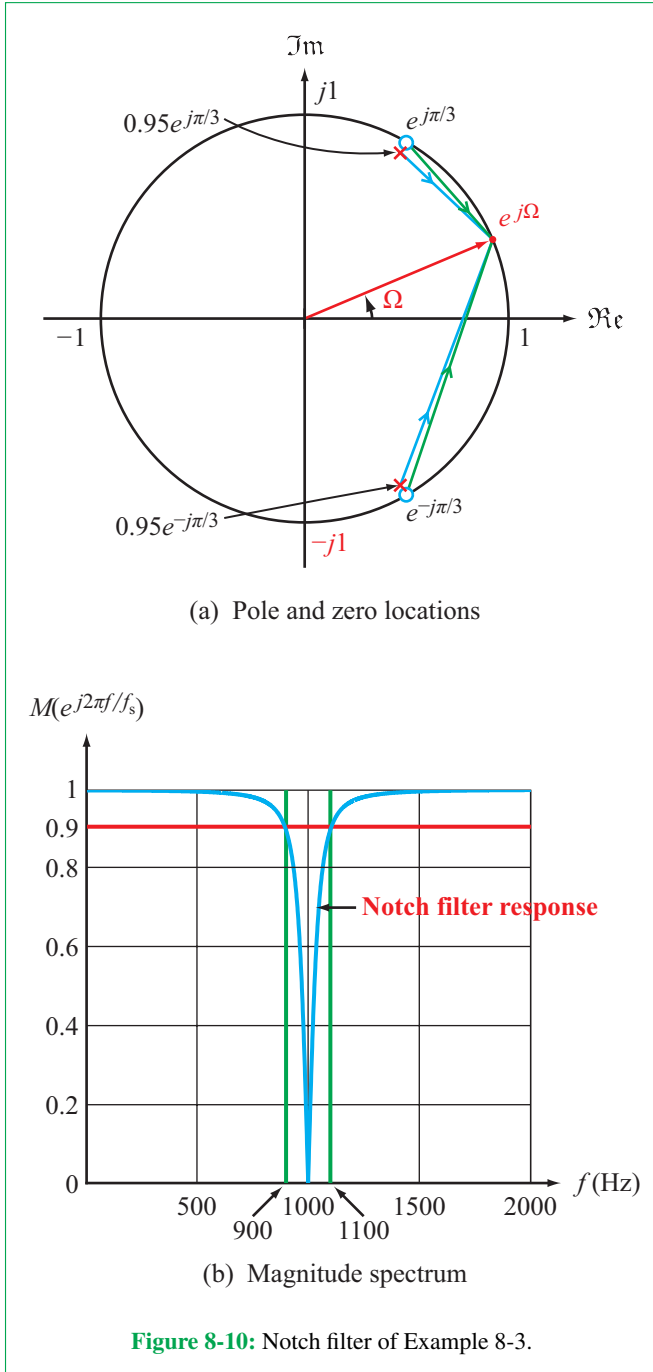 ℑm
j1
0.95e^{jπ/3}
e^{jπ/3}
e^{jΩ}
Ω
−1
1
ℜe
0.95e^{−jπ/3}
e^{−jπ/3}
−j1
(a) Pole and zero locations
M(e^{j2πf/f_s})
1
0.9
0.8
Notch filter response
0.6
0.4
0.2
0
f (Hz)
500
1000
1500
2000
900
1100
(b) Magnitude spectrum
Figure 8-10: Notch filter of Example 8-3.